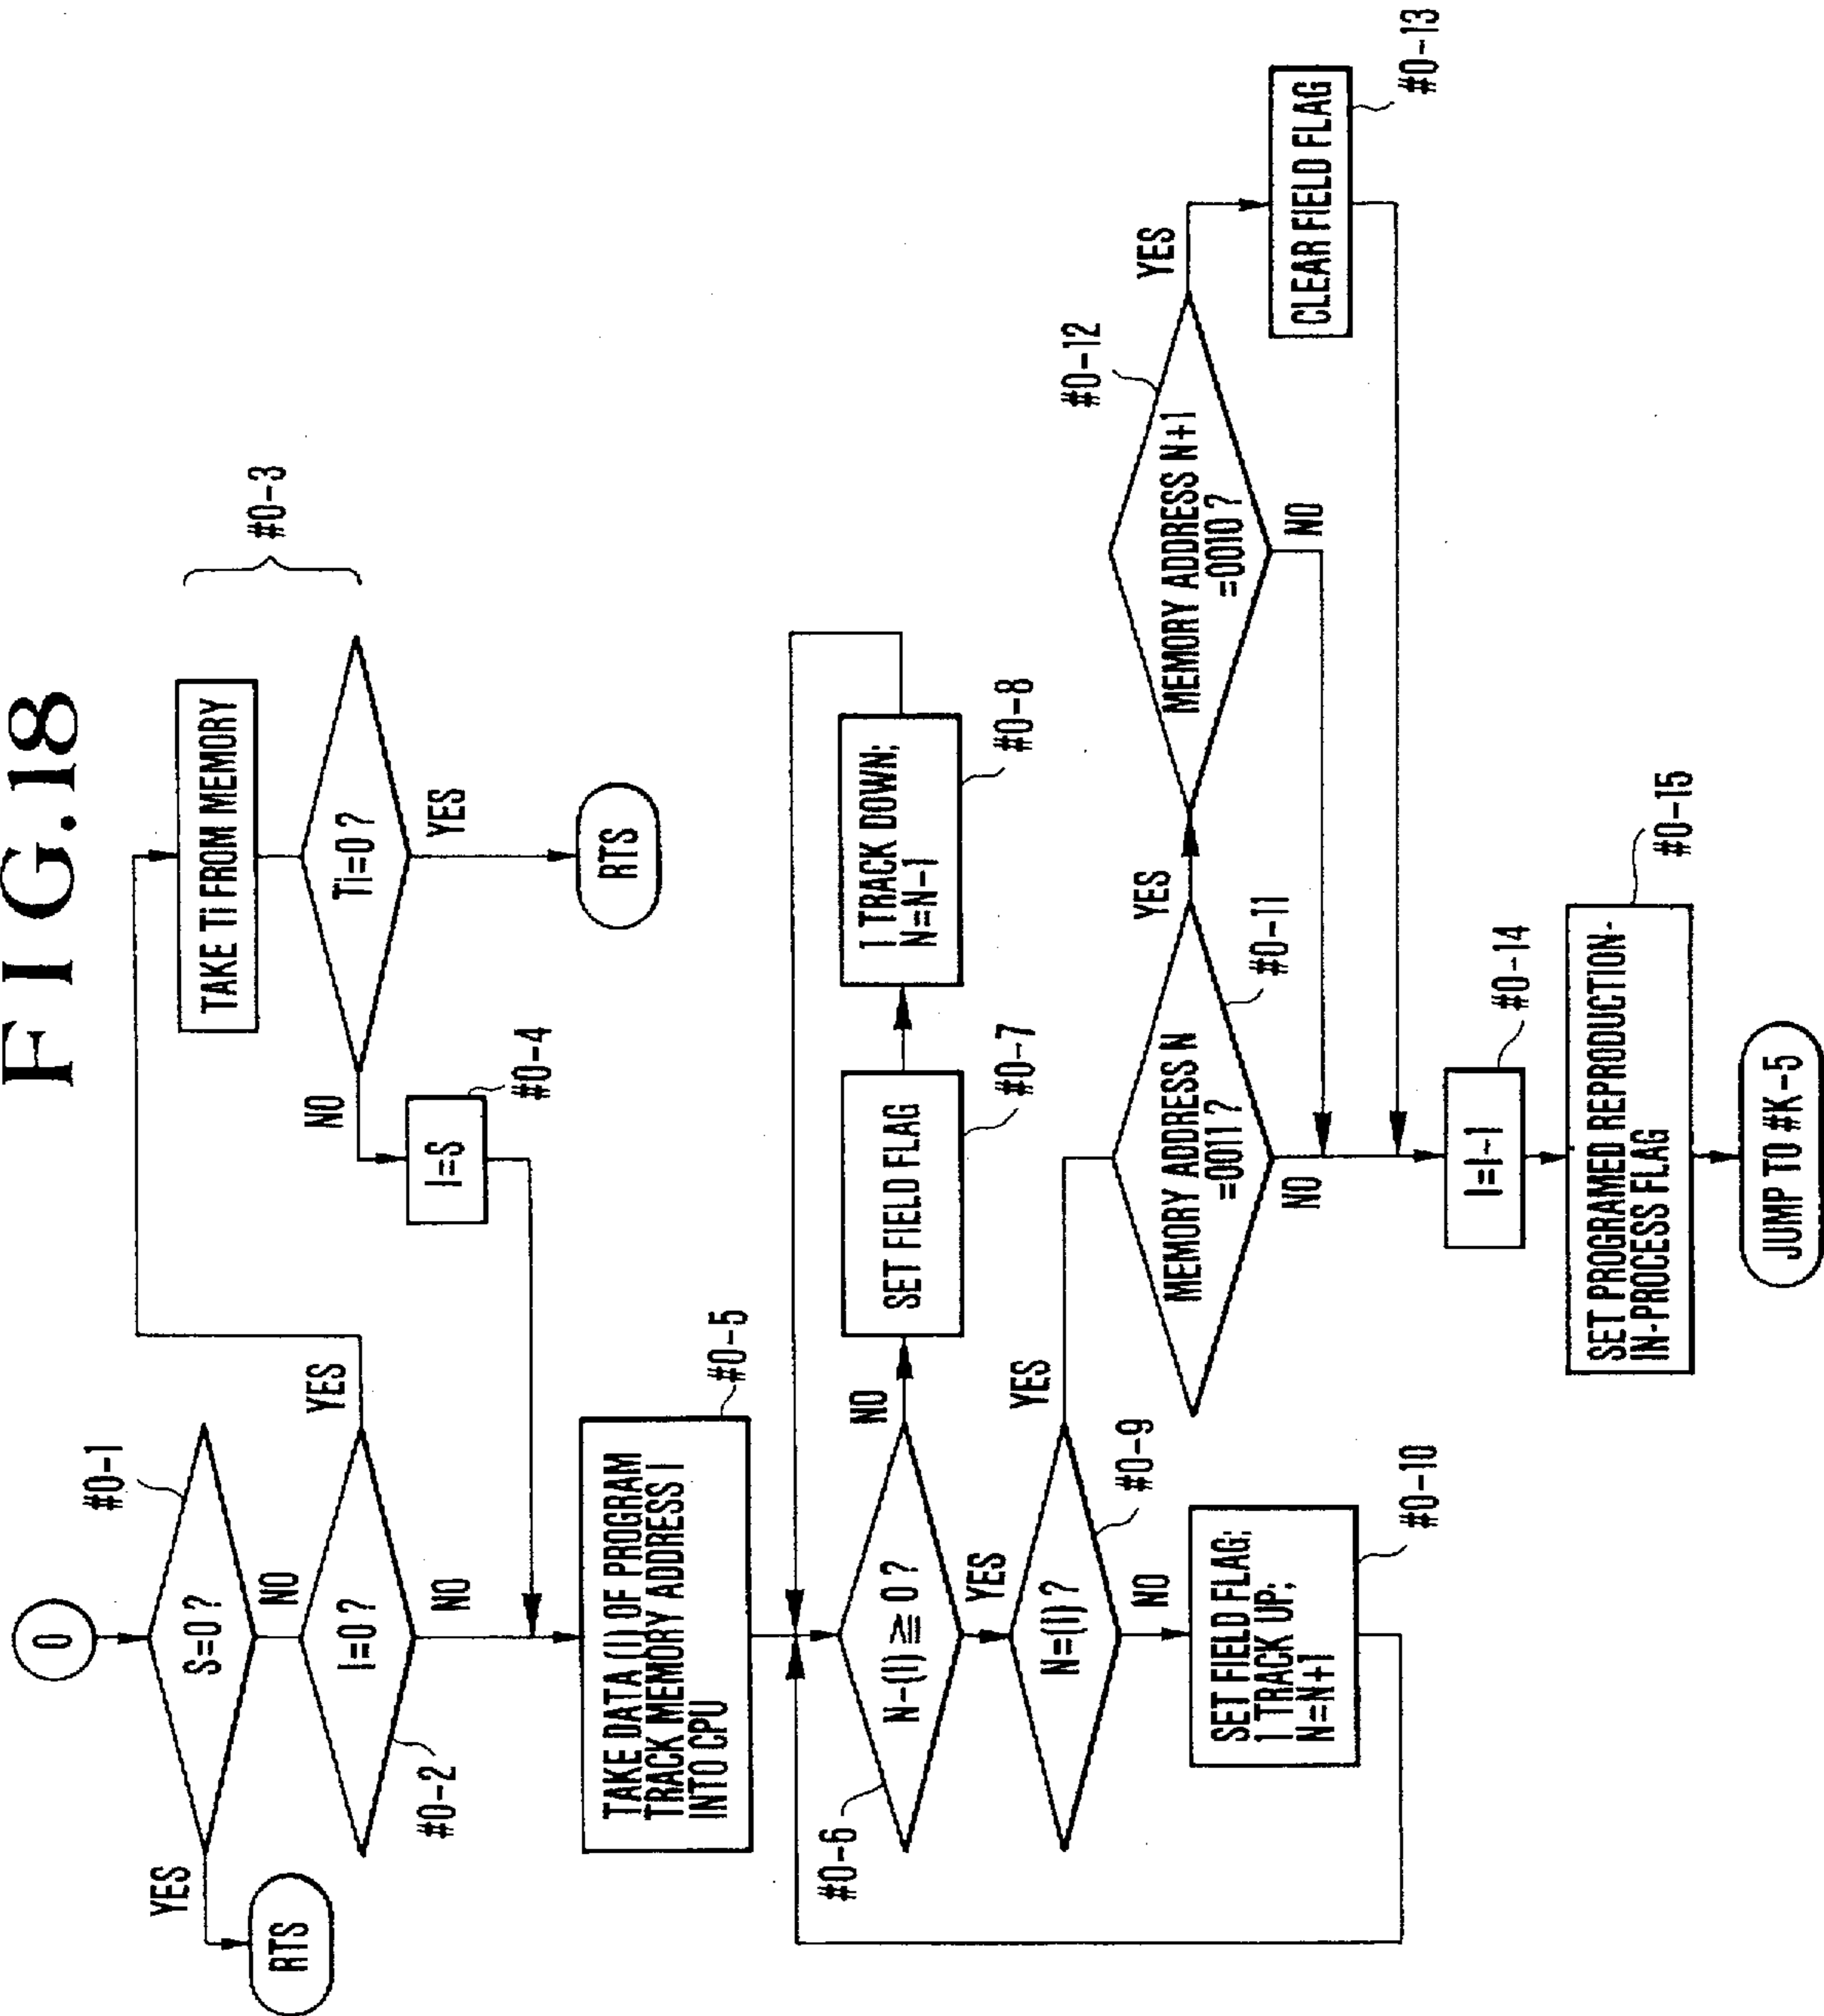 FIG.18
0
S=0?
#0-1
YES
RTS
NO
I=0?
#0-2
YES
NO
TAKE Ti FROM MEMORY
Ti=0?
#0-3
YES
RTS
NO
I=S
#0-4
TAKE DATA (I) OF PROGRAM
TRACK MEMORY ADDRESS I
INTO CPU
#0-5
N-(I)≧0?
#0-6
NO
SET FIELD FLAG
#0-7
1 TRACK DOWN;
N=N-1
#0-8
YES
N=(I)?
#0-9
YES
NO
SET FIELD FLAG;
1 TRACK UP;
N=N+1
#0-10
MEMORY ADDRESS N
=0011?
#0-11
YES
NO
MEMORY ADDRESS N+1
=0010?
#0-12
YES
NO
CLEAR FIELD FLAG
#0-13
I=I-1
#0-14
SET PROGRAMED REPRODUCTION-
IN-PROCESS FLAG
#0-15
JUMP TO #K-5